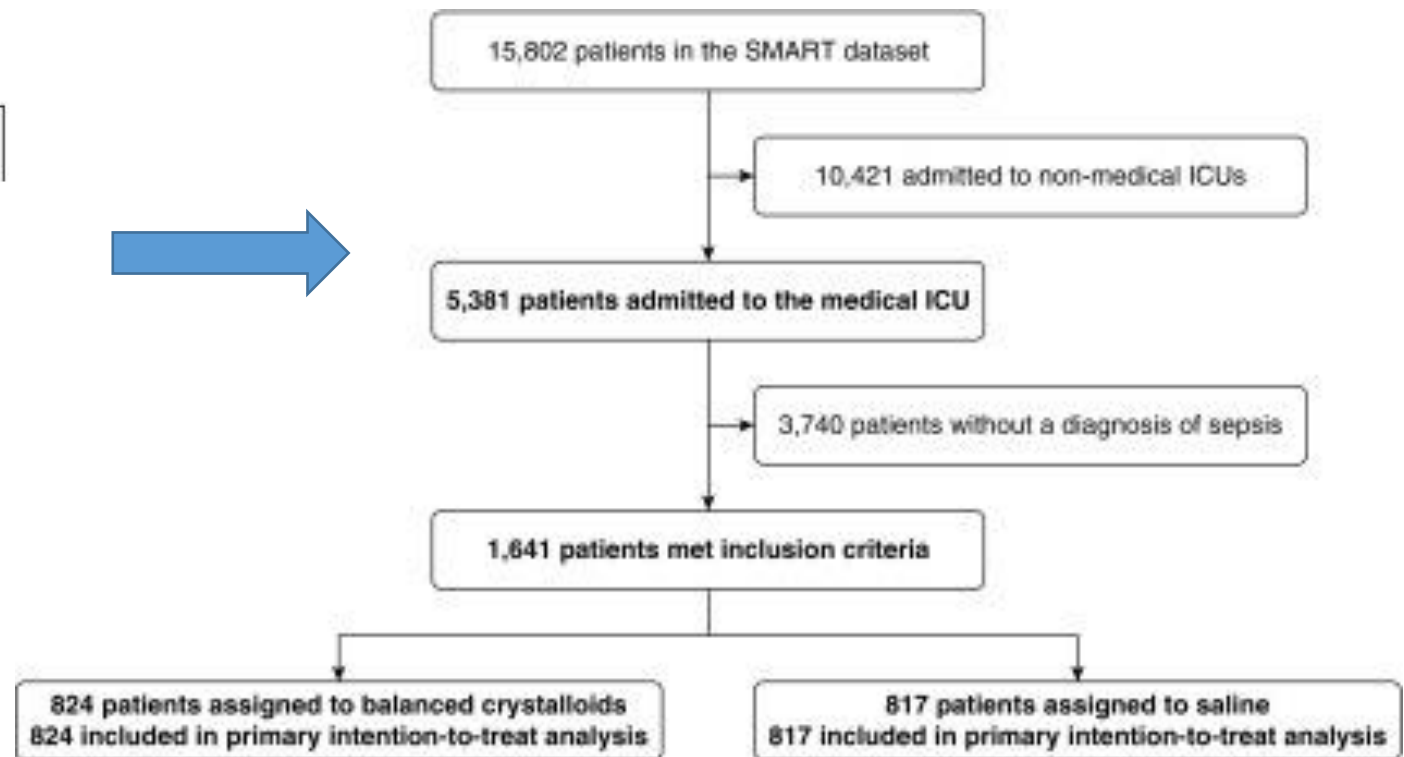 15,802 patients in the SMART dataset
10,421 admitted to non-medical ICUs
5,381 patients admitted to the medical ICU
3,740 patients without a diagnosis of sepsis
1,641 patients met inclusion criteria
824 patients assigned to balanced crystalloids
824 included in primary intention-to-treat analysis
817 patients assigned to saline
817 included in primary intention-to-treat analysis